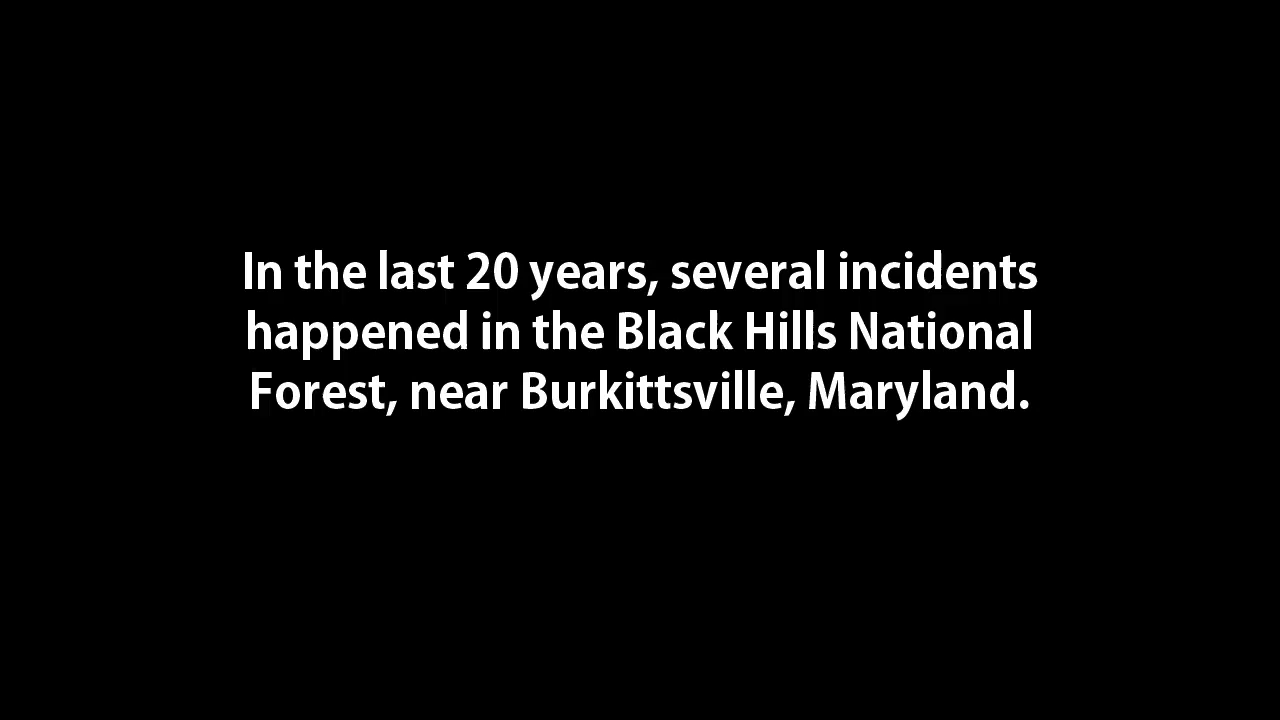 In the last 20 years, several incidents
happened in the Black Hills National
Forest, near Burkittsville, Maryland.